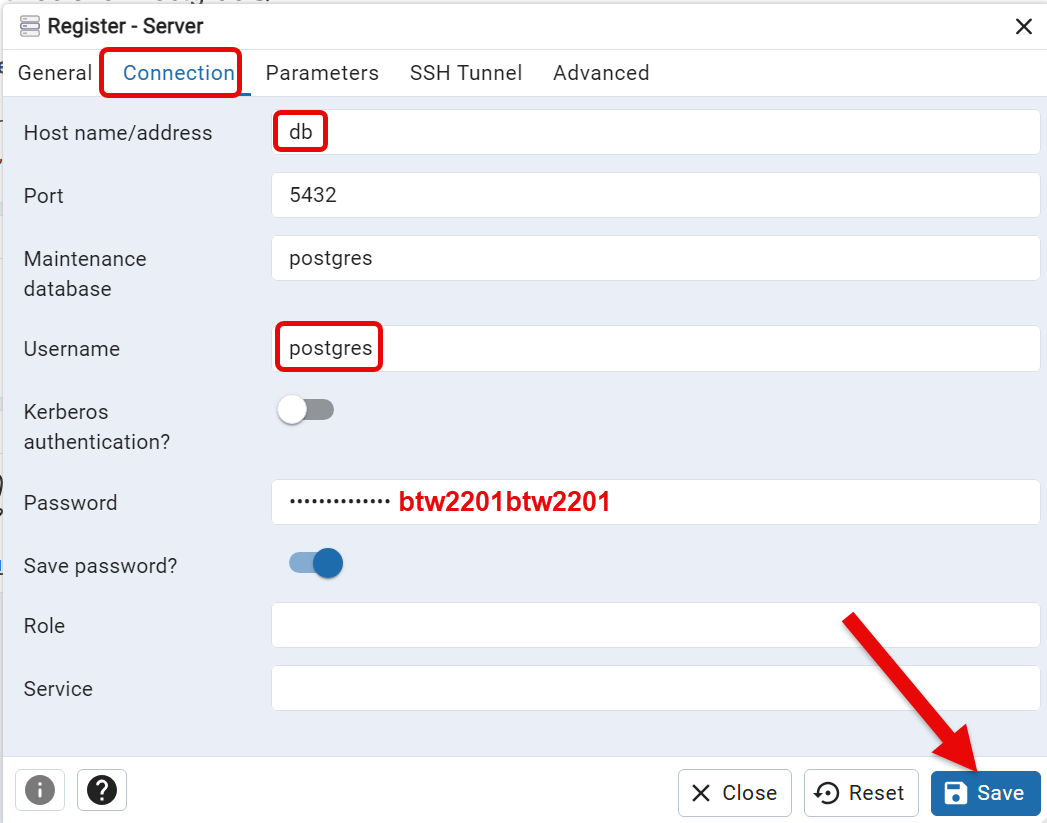 Register - Server
General Connection Parameters SSH Tunnel Advanced
Host name/address db
Port 5432
Maintenance database postgres
Username postgres
Kerberos authentication?
Password •••••••••••••• btw2201btw2201
Save password?
Role
Service
Close Reset Save